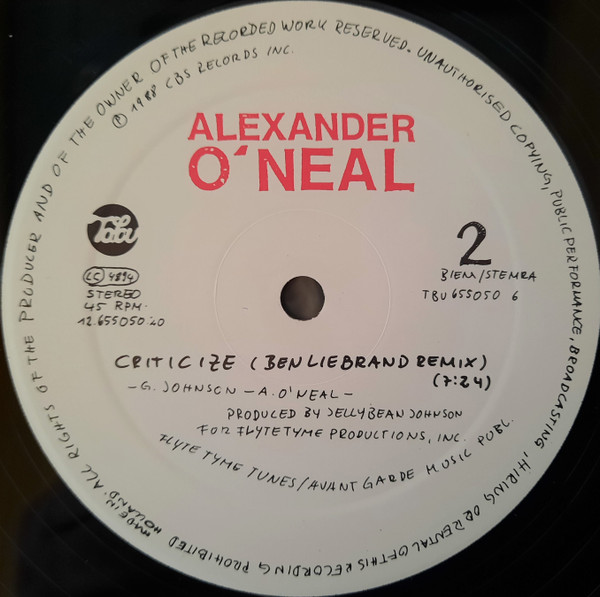 MADE IN HOLLAND. ALL RIGHTS OF THE PRODUCER AND OF THE OWNER OF THE RECORDED WORK RESERVED. UNAUTHORISED COPYING, PUBLIC PERFORMANCE, BROADCASTING, HIRING OR RENTAL OF THIS RECORDING PROHIBITED
℗ 1988 CBS RECORDS INC.
ALEXANDER
O'NEAL
Tabu
2
LC 4894
BIEM/STEMRA
STEREO
TBU 655050 6
45 RPM.
12.655050.20
CRITICIZE (BEN LIEBRAND REMIX)
(7:24)
-G. JOHNSON - A. O'NEAL-
PRODUCED BY JELLYBEAN JOHNSON
FOR FLYTETYME PRODUCTIONS, INC.
FLYTE TYME TUNES/AVANT GARDE MUSIC PUBL.